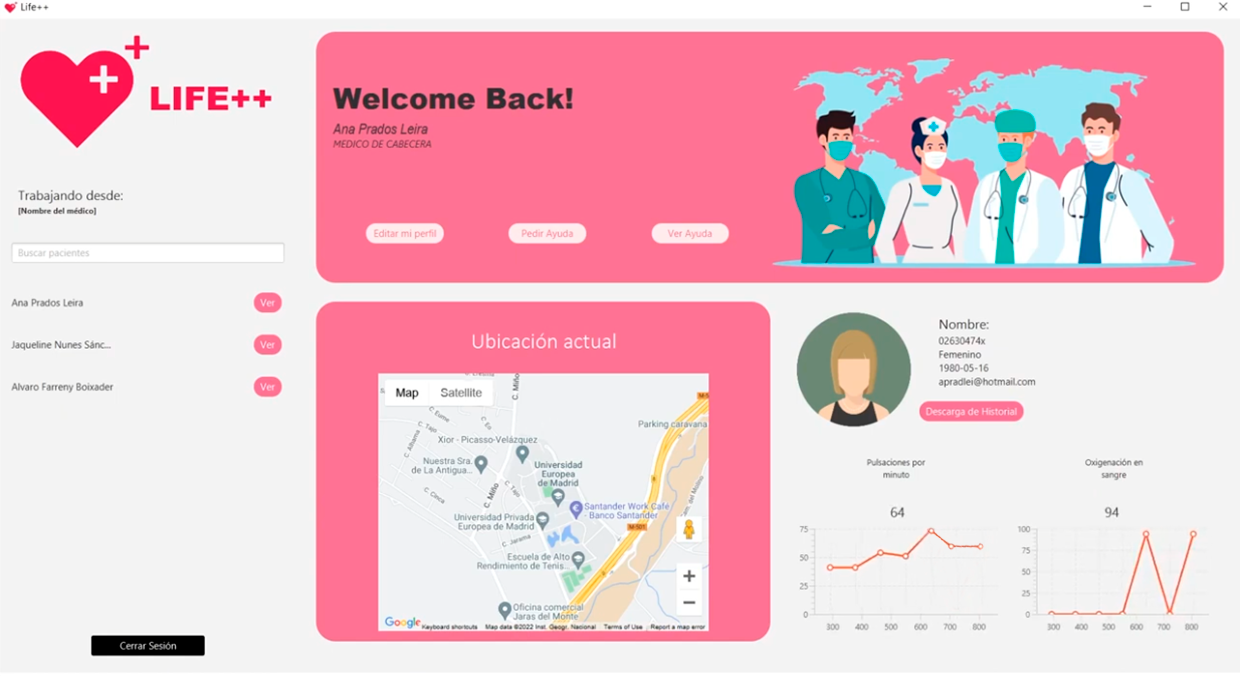 Life++
LIFE++
Trabajando desde:
[Nombre del médico]
Buscar pacientes
Ana Prados Leira
Ver
Jaqueline Nunes Sánc...
Ver
Alvaro Farreny Boixader
Ver
Cerrar Sesión
Welcome Back!
Ana Prados Leira
MEDICO DE CABECERA
Editar mi perfil
Pedir Ayuda
Ver Ayuda
Ubicación actual
Map
Satellite
C. Miño
Parking caravana
C. Eume
C. Tajo
C. Alhama
Xior - Picasso-Velázquez
Nuestra Sra.
de La Antigua...
Universidad
Europea
de Madrid
C. Cinca
C. Miño
C. Tajo
Santander Work Café
- Banco Santander
Universidad Privada
Europea de Madrid
M-501
C. Jarama
Escuela de Alto
Rendimiento de Tenis...
Oficina comercial
Jaras del Monte
Google
Keyboard shortcuts
Map data ©2022 Inst. Geogr. Nacional
Terms of Use
Report a map error
Nombre:
02630474x
Femenino
1980-05-16
apradlei@hotmail.com
Descarga de Historial
Pulsaciones por
minuto
64
75
50
25
0
300 400 500 600 700 800
Oxigenación en
sangre
94
100
75
50
25
0
300 400 500 600 700 800